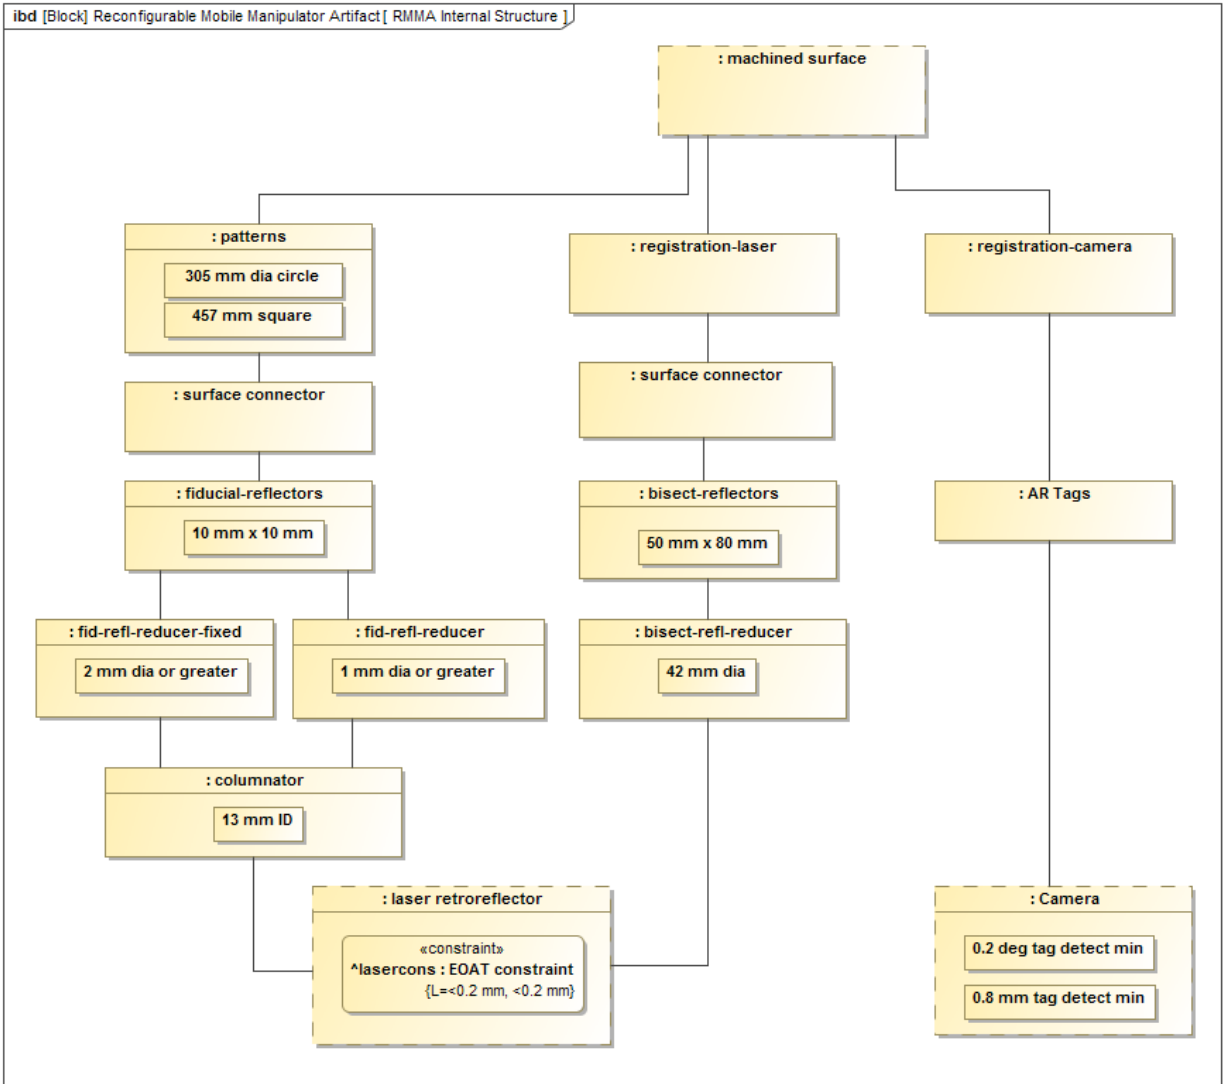 ibd [Block] Reconfigurable Mobile Manipulator Artifact [ RMMA Internal Structure ]
: machined surface
: patterns
305 mm dia circle
457 mm square
: registration-laser
: registration-camera
: surface connector
: surface connector
: fiducial-reflectors
10 mm x 10 mm
: bisect-reflectors
50 mm x 80 mm
: AR Tags
: fid-refl-reducer-fixed
2 mm dia or greater
: fid-refl-reducer
1 mm dia or greater
: bisect-refl-reducer
42 mm dia
: columnator
13 mm ID
: laser retroreflector
«constraint»
^lasercons : EOAT constraint
{L=<0.2 mm, <0.2 mm}
: Camera
0.2 deg tag detect min
0.8 mm tag detect min